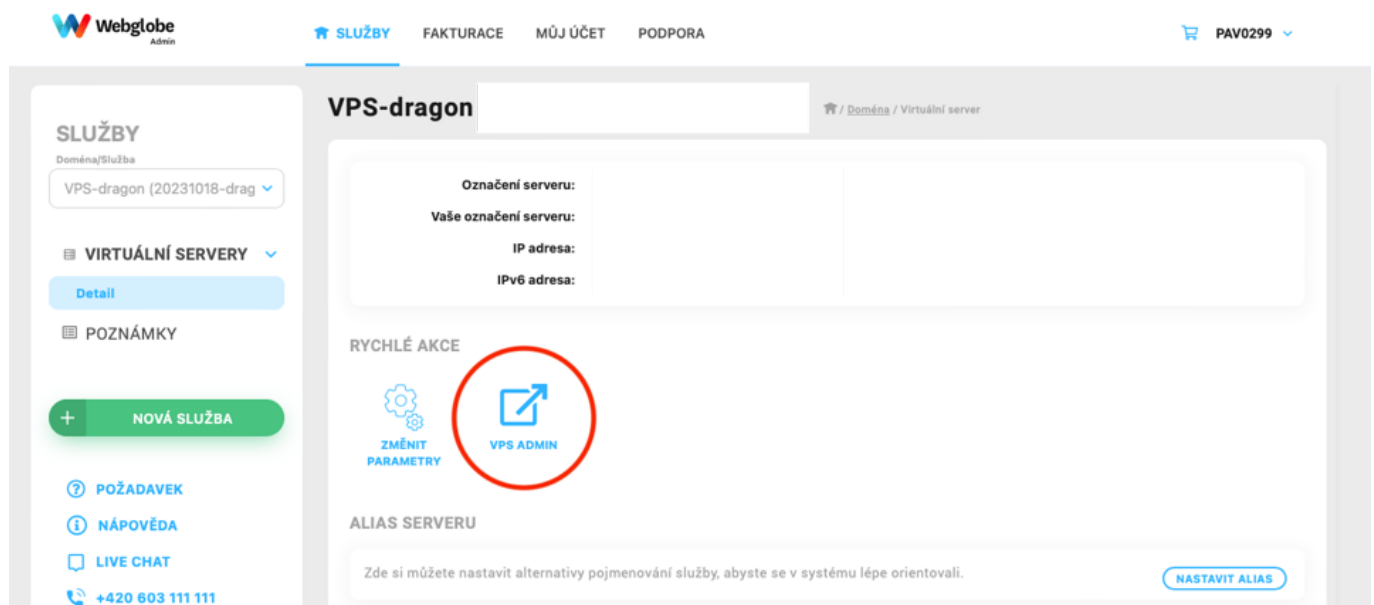 Webglobe
Admin
SLUŽBY
FAKTURACE
MŮJ ÚČET
PODPORA
PAV0299
SLUŽBY
Doména/Služba
VPS-dragon (20231018-drag
VIRTUÁLNÍ SERVERY
Detail
POZNÁMKY
+ NOVÁ SLUŽBA
POŽADAVEK
NÁPOVĚDA
LIVE CHAT
+420 603 111 111
VPS-dragon
/ Doména / Virtuální server
Označení serveru:
Vaše označení serveru:
IP adresa:
IPv6 adresa:
RYCHLÉ AKCE
ZMĚNIT
PARAMETRY
VPS ADMIN
ALIAS SERVERU
Zde si můžete nastavit alternativy pojmenování služby, abyste se v systému lépe orientovali.
NASTAVIT ALIAS